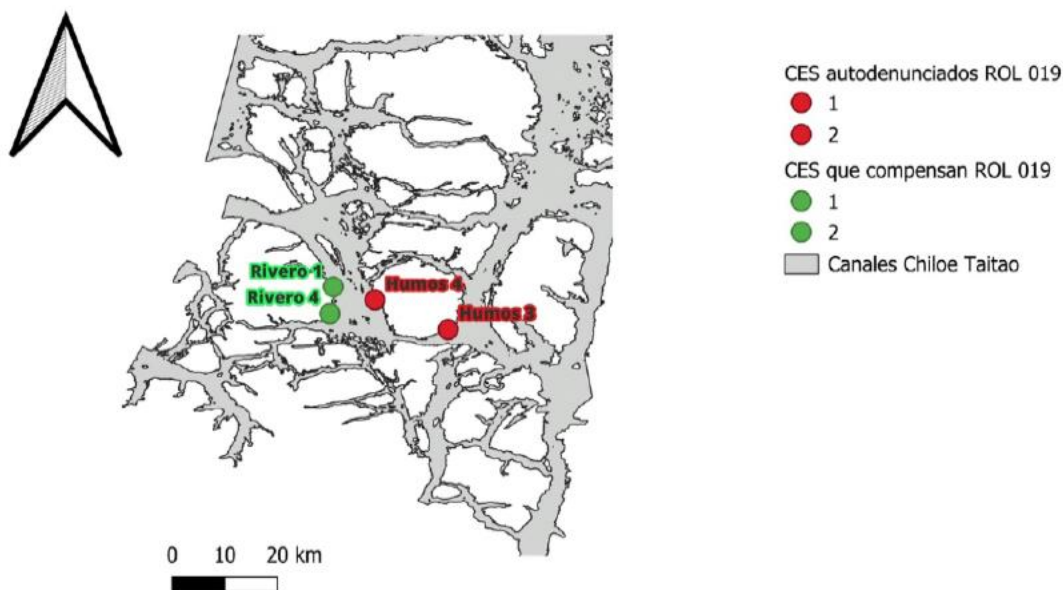 CES autodenunciados ROL 019
1
2
CES que compensan ROL 019
1
2
Canales Chiloe Taitao
Rivero 1
Humos 4
Rivero 4
Humos 3
0 10 20 km